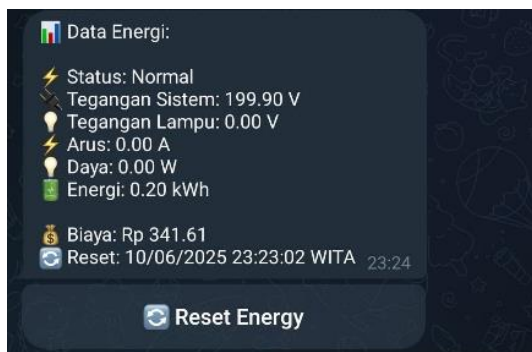 📊 Data Energi:
⚡ Status: Normal
🔌 Tegangan Sistem: 199.90 V
💡 Tegangan Lampu: 0.00 V
⚡ Arus: 0.00 A
💡 Daya: 0.00 W
🔋 Energi: 0.20 kWh
💰 Biaya: Rp 341.61
🔄 Reset: 10/06/2025 23:23:02 WITA 23:24
🔄 Reset Energy